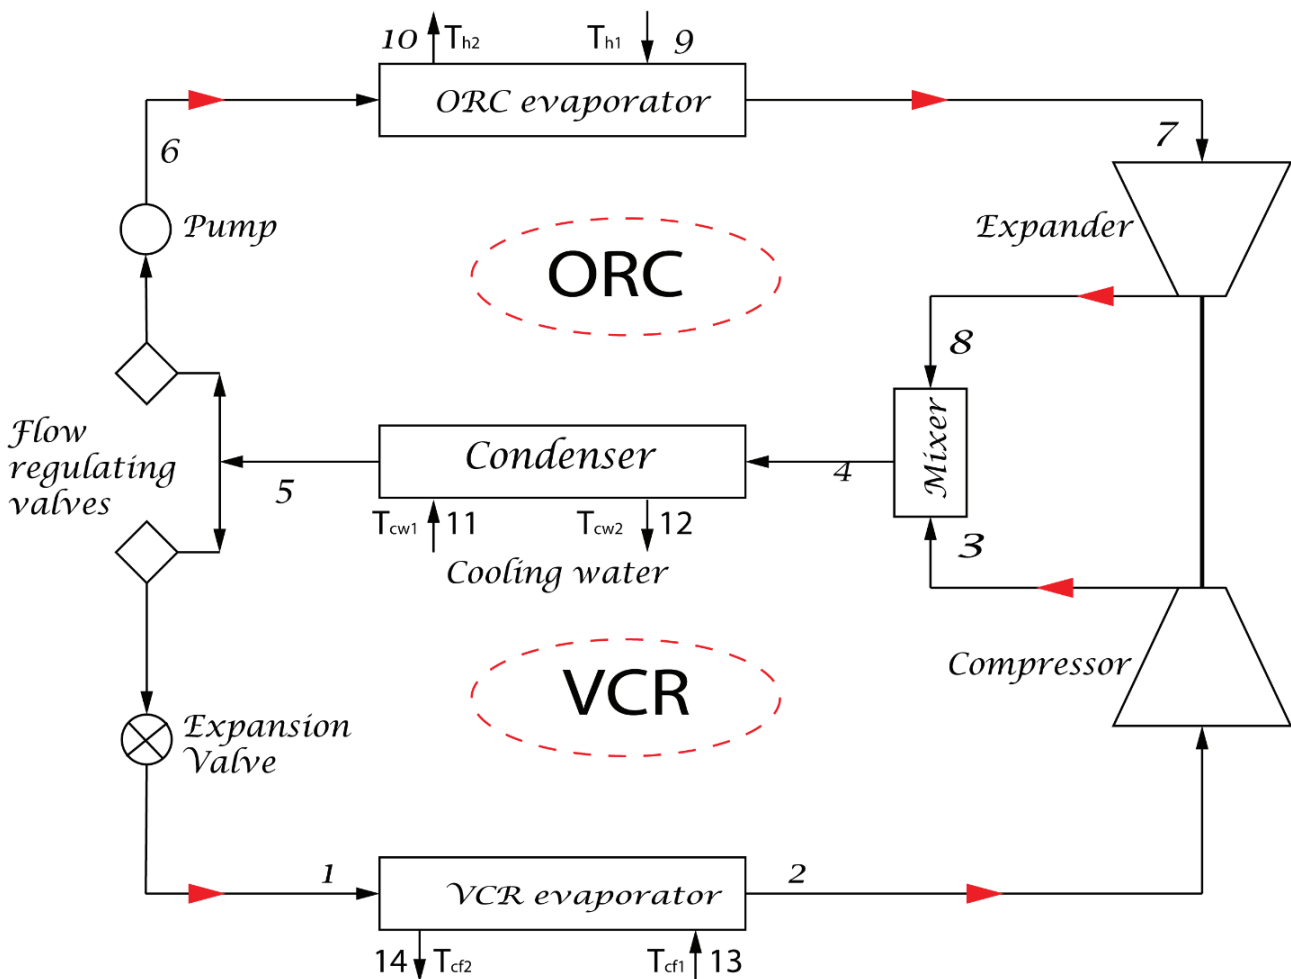 10 Th2 Th1 9
ORC evaporator
6
7
Pump
Expander
ORC
8
Flow
regulating
valves
Mixer
Condenser
5
4
Tcw1 11 Tcw2 12
3
Cooling water
VCR
Compressor
Expansion
Valve
1
2
VCR evaporator
14 Tcf2 Tcf1 13